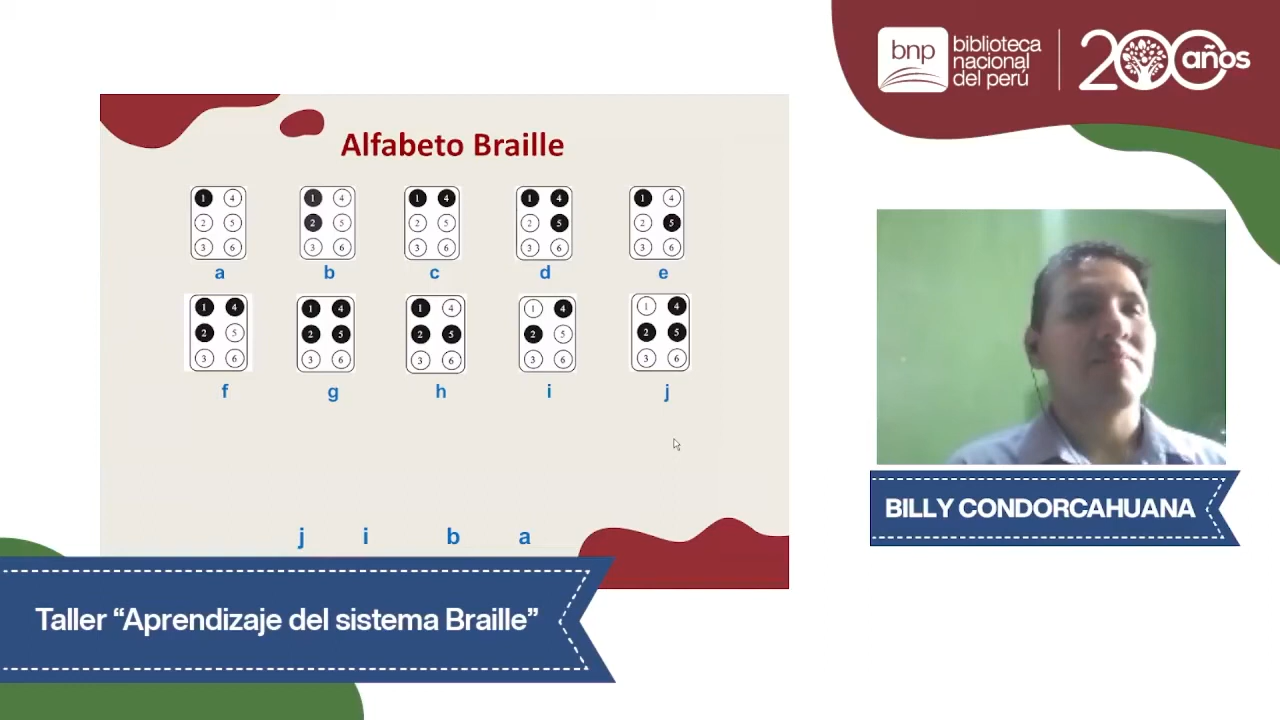 bnp
biblioteca
nacional
del perú
200 años
Alfabeto Braille
1 4 1 4 1 4 1 4 1 4
2 5 2 5 2 5 2 5 2 5
3 6 3 6 3 6 3 6 3 6
a b c d e
1 4 1 4 1 4 1 4 1 4
2 5 2 5 2 5 2 5 2 5
3 6 3 6 3 6 3 6 3 6
f g h i j
j i b a
BILLY CONDORCAHUANA
Taller “Aprendizaje del sistema Braille”